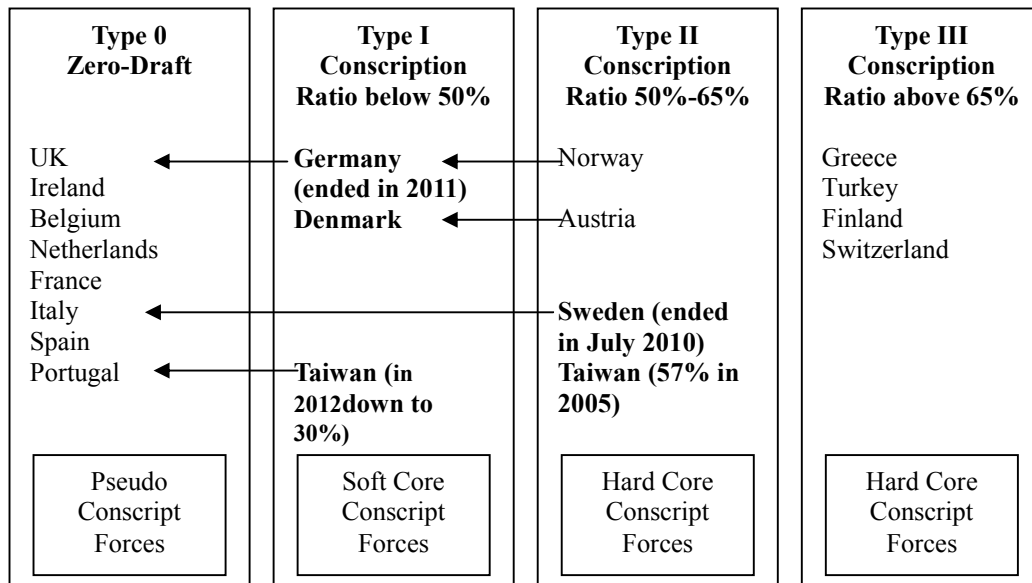 Type 0
Zero-Draft
UK
Ireland
Belgium
Netherlands
France
Italy
Spain
Portugal
Pseudo
Conscript
Forces
Type I
Conscription
Ratio below 50%
Germany
(ended in 2011)
Denmark
Taiwan (in
2012down to
30%)
Soft Core
Conscript
Forces
Type II
Conscription
Ratio 50%-65%
Norway
Austria
Sweden (ended
in July 2010)
Taiwan (57% in
2005)
Hard Core
Conscript
Forces
Type III
Conscription
Ratio above 65%
Greece
Turkey
Finland
Switzerland
Hard Core
Conscript
Forces